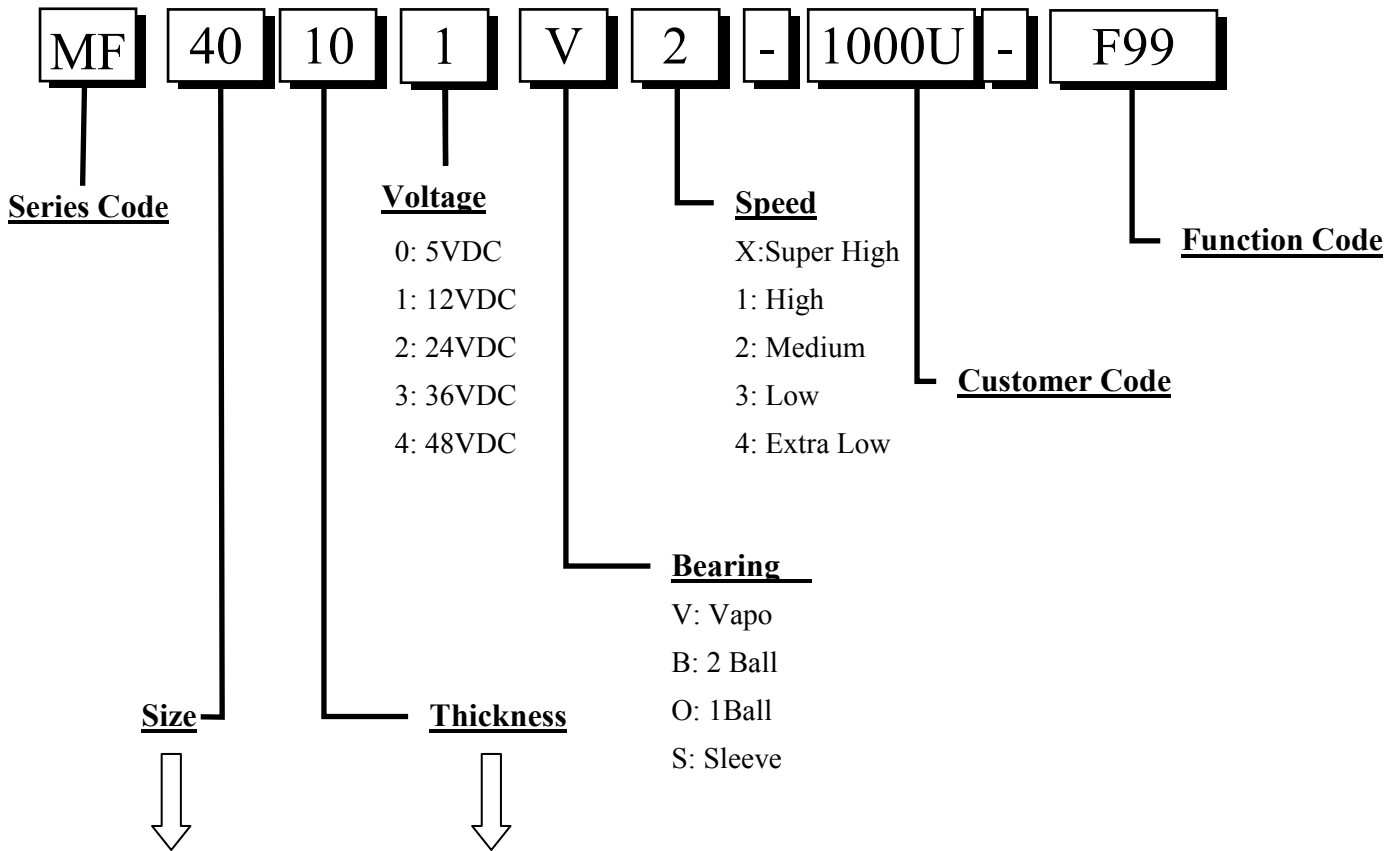 MF 40 10 1 V 2 - 1000U - F99
Series Code
Voltage
0: 5VDC
1: 12VDC
2: 24VDC
3: 36VDC
4: 48VDC
Speed
X:Super High
1: High
2: Medium
3: Low
4: Extra Low
Function Code
Customer Code
Bearing
V: Vapo
B: 2 Ball
O: 1Ball
S: Sleeve
Size
Thickness